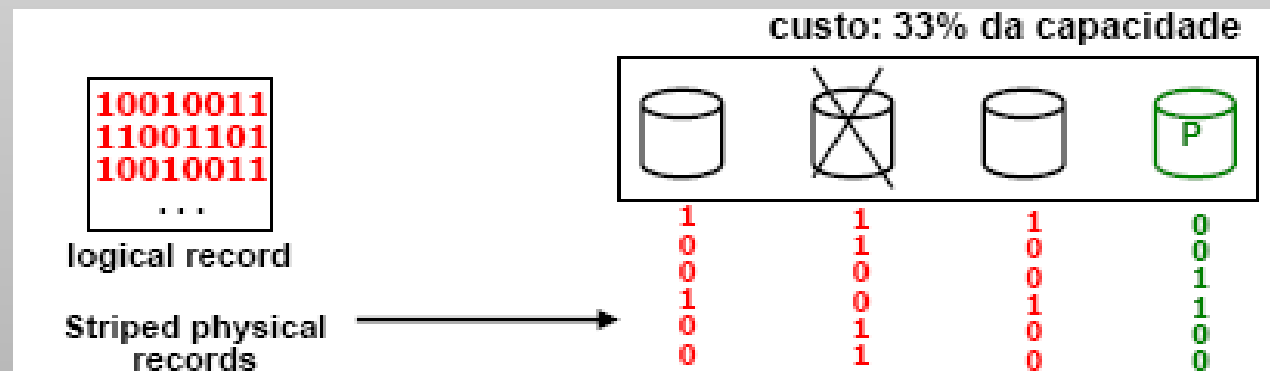 custo: 33% da capacidade
10010011
11001101
10010011
...
logical record
Striped physical
records
P
1 1 1 0
0 1 0 0
0 0 0 1
1 0 1 1
0 1 0 0
0 1 0 0